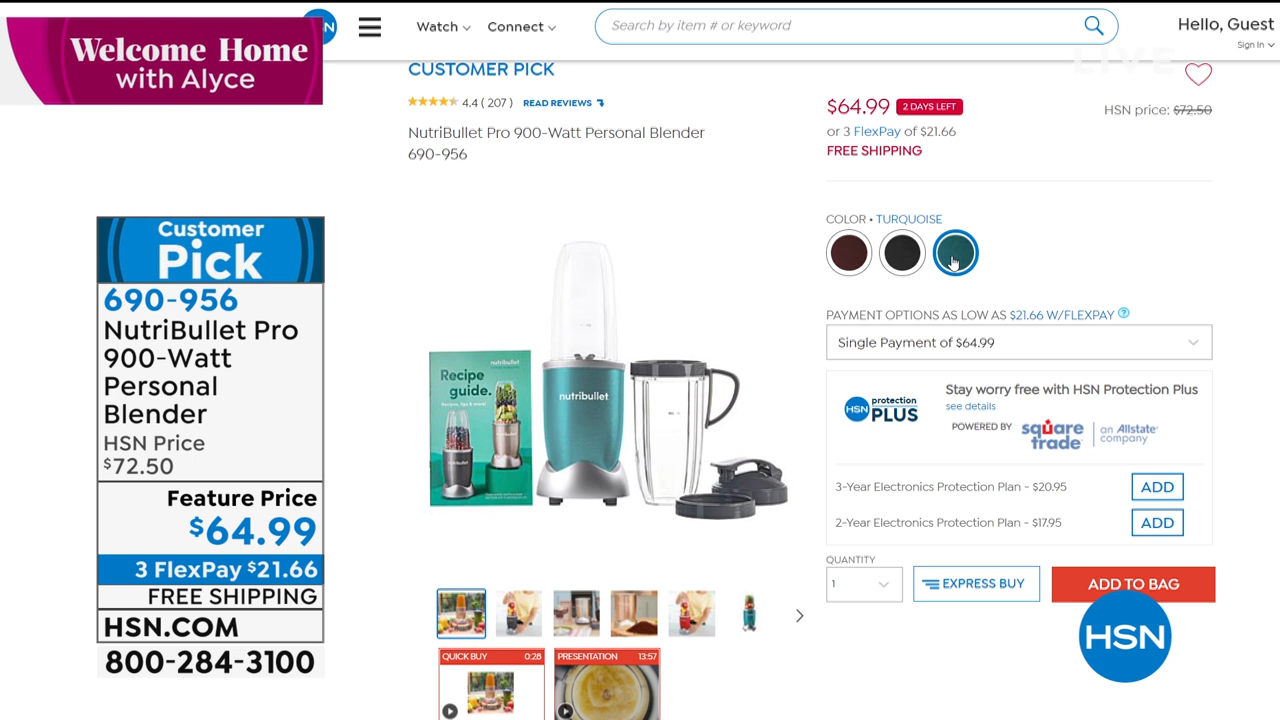 Welcome Home
with Alyce
HSN
Watch
Connect
Search by item # or keyword
Hello, Guest
Sign In
LIVE
CUSTOMER PICK
4.4 ( 207 ) READ REVIEWS
NutriBullet Pro 900-Watt Personal Blender
690-956
$64.99 2 DAYS LEFT
HSN price: $72.50
or 3 FlexPay of $21.66
FREE SHIPPING
COLOR • TURQUOISE
PAYMENT OPTIONS AS LOW AS $21.66 W/FLEXPAY ?
Single Payment of $64.99
HSN protection PLUS
Stay worry free with HSN Protection Plus
see details
POWERED BY
square trade
an Allstate company
3-Year Electronics Protection Plan - $20.95
ADD
2-Year Electronics Protection Plan - $17.95
ADD
QUANTITY
1
EXPRESS BUY
ADD TO BAG
HSN
Customer
Pick
690-956
NutriBullet Pro
900-Watt
Personal
Blender
HSN Price
$72.50
Feature Price
$64.99
3 FlexPay $21.66
FREE SHIPPING
HSN.COM
800-284-3100
nutribullet
Recipe
guide.
Recipes, tips & more!
nutribullet
QUICK BUY 0:28
PRESENTATION 13:57